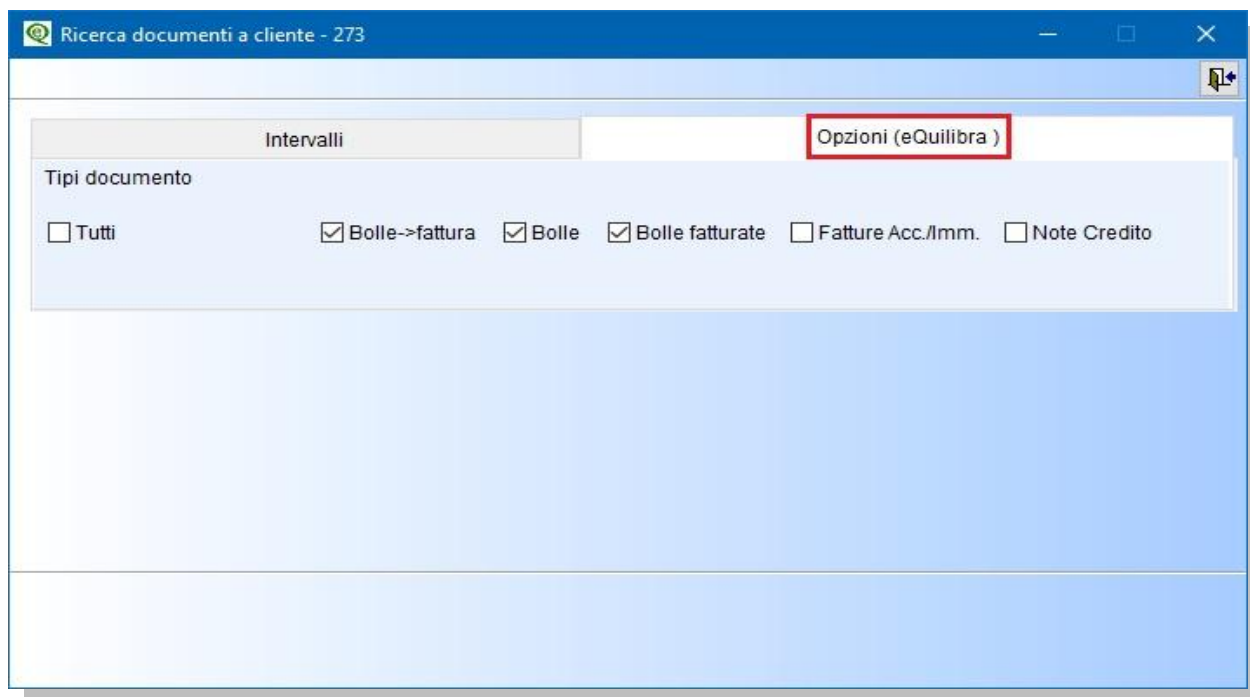 Ricerca documenti a cliente - 273
Intervalli
Opzioni (eQuilibra )
Tipi documento
Tutti Bolle->fattura Bolle Bolle fatturate Fatture Acc./Imm. Note Credito